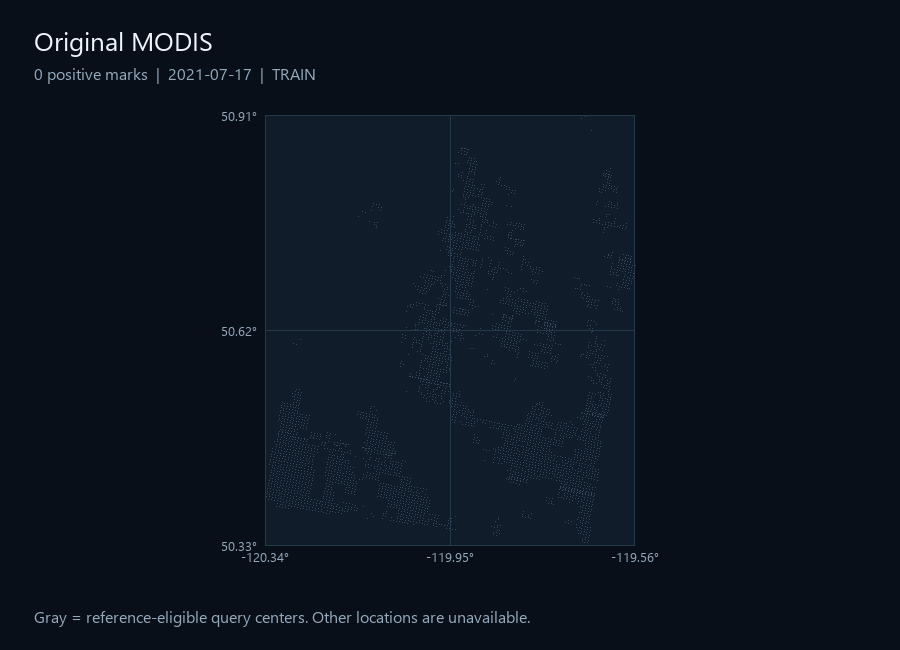 Original MODIS
0 positive marks | 2021-07-17 | TRAIN
50.91°
50.62°
50.33°
-120.34°
-119.95°
-119.56°
Gray = reference-eligible query centers. Other locations are unavailable.